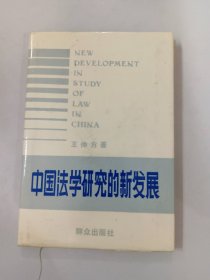 NEW
DEVELOPMENT
IN
STUDY
OF
LAW
IN
CHINA
王仲方著
中国法学研究的新发展
群众出版社